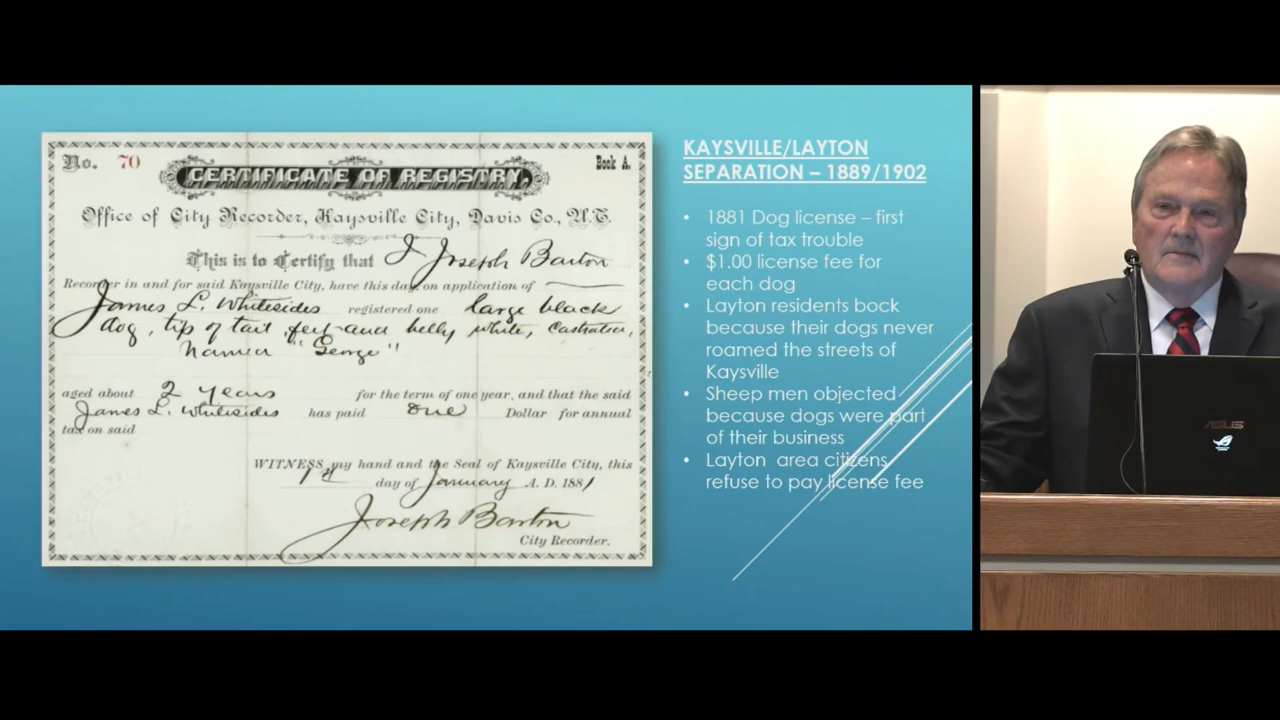 No. 70
Book A.
CERTIFICATE OF REGISTRY.
Office of City Recorder, Kaysville City, Davis Co., U.T.
This is to Certify that I Joseph Barton
Recorder in and for said Kaysville City, have this day on application of
James L. Whitesides registered one large black
dog, tip of tail feet and belly white, castrated,
Named "George"
aged about 2 years for the term of one year, and that the said
James L. Whitesides has paid one Dollar for annual
tax on said
WITNESS my hand and the Seal of Kaysville City, this
1st day of January A. D. 1881
Joseph Barton
City Recorder.
KAYSVILLE/LAYTON
SEPARATION – 1889/1902
• 1881 Dog license – first
sign of tax trouble
• $1.00 license fee for
each dog
• Layton residents bock
because their dogs never
roamed the streets of
Kaysville
• Sheep men objected
because dogs were part
of their business
• Layton area citizens
refuse to pay license fee
ASUS